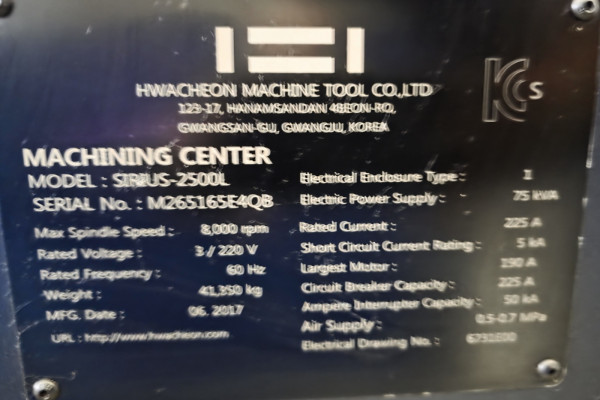 HWACHEON MACHINE TOOL CO.,LTD
123-17, HANAMSANDAN 4BEON-RO,
GWANGSAN-GU, GWANGJU, KOREA
KC s
MACHINING CENTER
MODEL : SIRIUS-2500L
SERIAL No. : M265165E4QB
Max Spindle Speed : 8,000 rpm
Rated Voltage : 3 / 220 V
Rated Frequency : 60 Hz
Weight : 41,350 kg
MFG. Date : 06. 2017
URL : http://www.hwacheon.com
Electrical Enclosure Type : 1
Electric Power Supply : 75 kVA
Rated Current : 225 A
Short Circuit Current Rating : 5 kA
Largest Motor : 190 A
Circuit Breaker Capacity : 225 A
Ampere Interrupter Capacity : 50 kA
Air Supply : 0.5-0.7 MPa
Electrical Drawing No. :